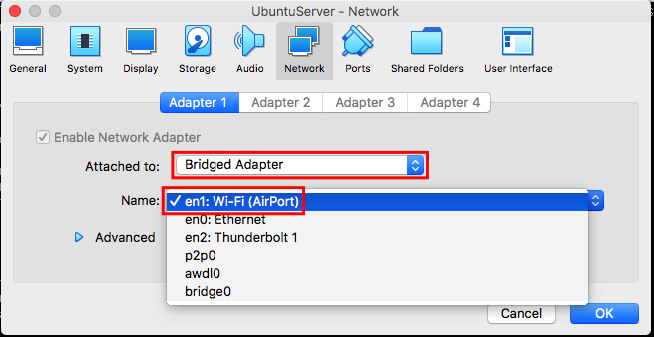 UbuntuServer - Network
General System Display Storage Audio Network Ports Shared Folders User Interface
Adapter 1 Adapter 2 Adapter 3 Adapter 4
Enable Network Adapter
Attached to: Bridged Adapter
Name: ✓ en1: Wi-Fi (AirPort)
en0: Ethernet
Advanced en2: Thunderbolt 1
p2p0
awdl0
bridge0
Cancel OK